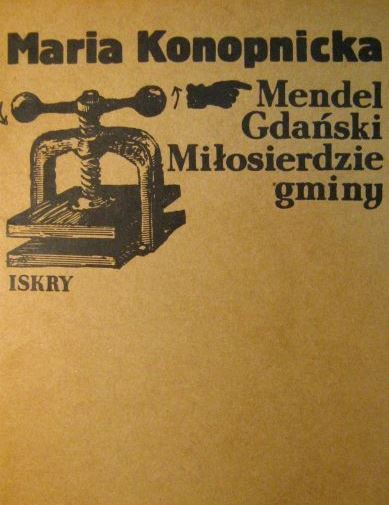 Maria Konopnicka
Mendel
Gdański
Miłosierdzie
gminy
ISKRY